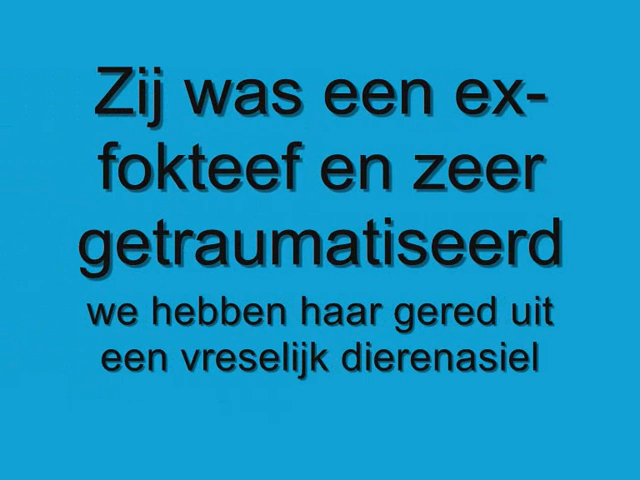 Zij was een ex-
fokteef en zeer
getraumatiseerd
we hebben haar gered uit
een vreselijk dierenasiel